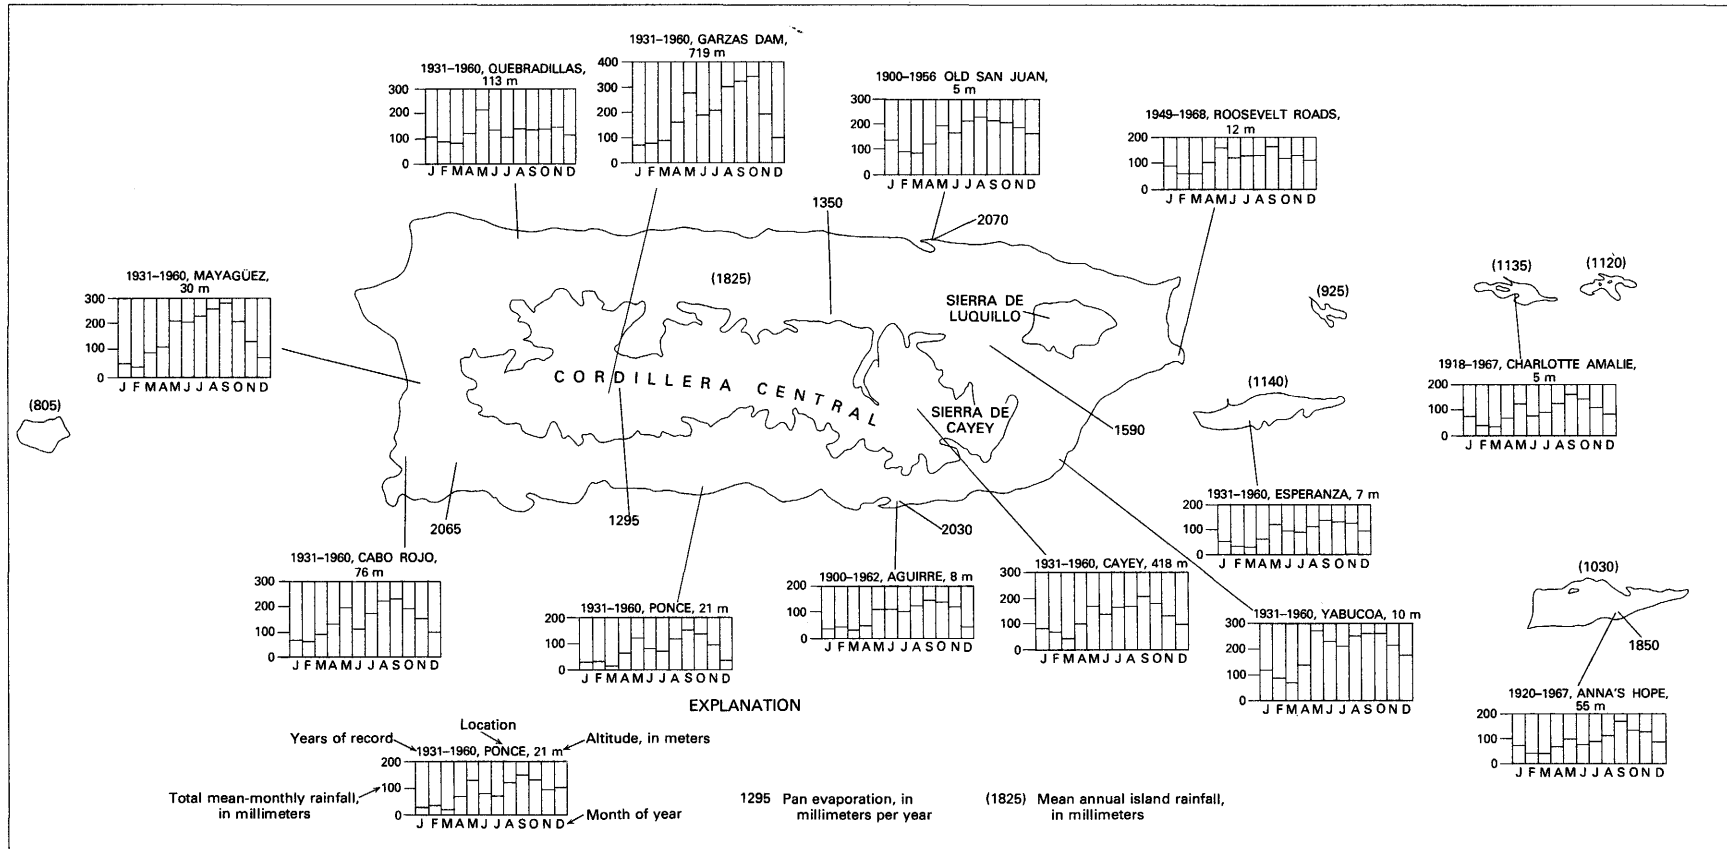 1931–1960, QUEBRADILLAS,
113 m
300
200
100
0
J F M A M J J A S O N D
1931–1960, GARZAS DAM,
719 m
400
300
200
100
0
J F M A M J J A S O N D
1900–1956 OLD SAN JUAN,
5 m
300
200
100
0
J F M A M J J A S O N D
1949–1968, ROOSEVELT ROADS,
12 m
200
100
0
J F M A M J J A S O N D
1350
2070
1931–1960, MAYAGÜEZ,
30 m
300
200
100
0
J F M A M J J A S O N D
(1825)
SIERRA DE
LUQUILLO
(925)
(1135)
(1120)
1918–1967, CHARLOTTE AMALIE,
5 m
200
100
0
J F M A M J J A S O N D
(805)
CORDILLERA CENTRAL
SIERRA DE
CAYEY
1590
(1140)
2065
1295
2030
1931–1960, ESPERANZA, 7 m
200
100
0
J F M A M J J A S O N D
1931–1960, CABO ROJO,
76 m
300
200
100
0
J F M A M J J A S O N D
1931–1960, PONCE, 21 m
200
100
0
J F M A M J J A S O N D
1900–1962, AGUIRRE, 8 m
200
100
0
J F M A M J J A S O N D
1931–1960, CAYEY, 418 m
300
200
100
0
J F M A M J J A S O N D
1931–1960, YABUCOA, 10 m
300
200
100
0
J F M A M J J A S O N D
(1030)
1850
1920–1967, ANNA'S HOPE,
55 m
200
100
0
J F M A M J J A S O N D
EXPLANATION
Location
Years of record
1931–1960, PONCE, 21 m
Altitude, in meters
200
100
0
J F M A M J J A S O N D
Total mean-monthly rainfall,
in millimeters
Month of year
1295 Pan evaporation, in
millimeters per year
(1825) Mean annual island rainfall,
in millimeters